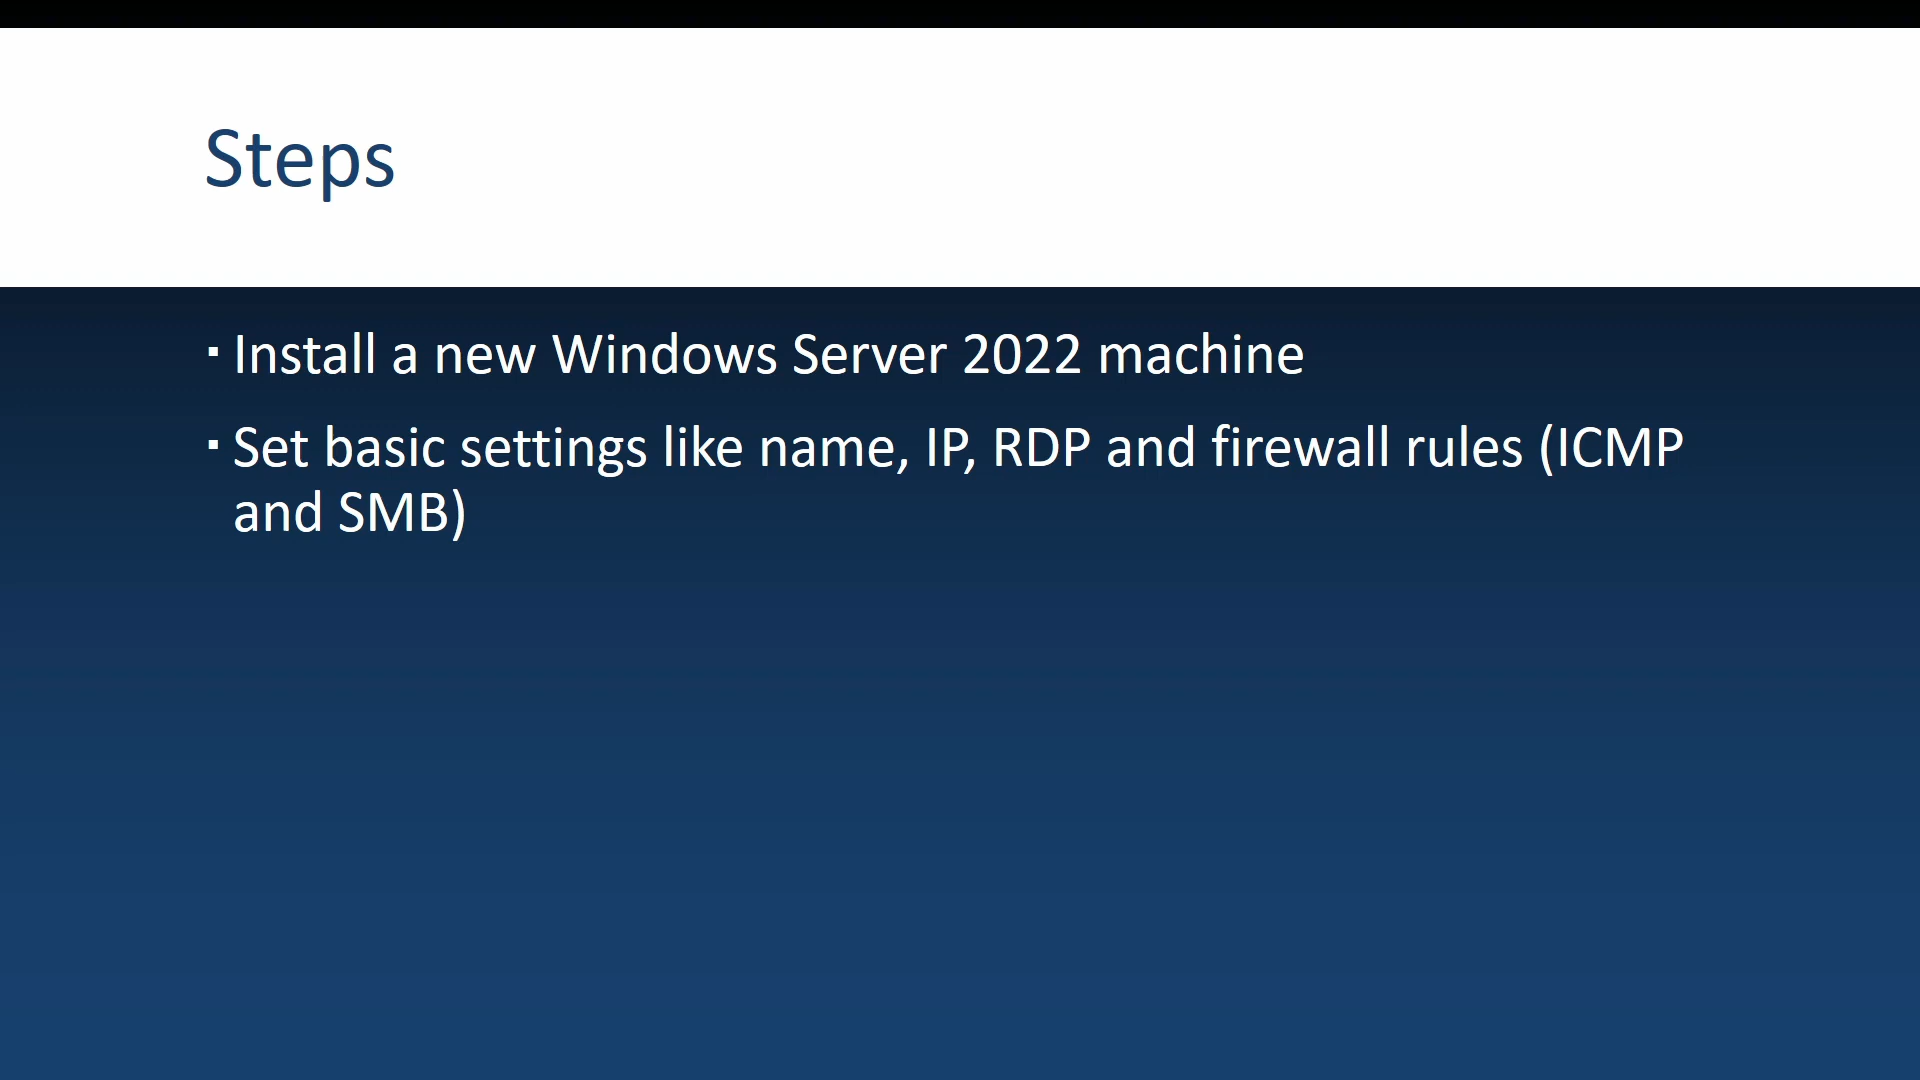 Steps
▪ Install a new Windows Server 2022 machine
▪ Set basic settings like name, IP, RDP and firewall rules (ICMP
and SMB)